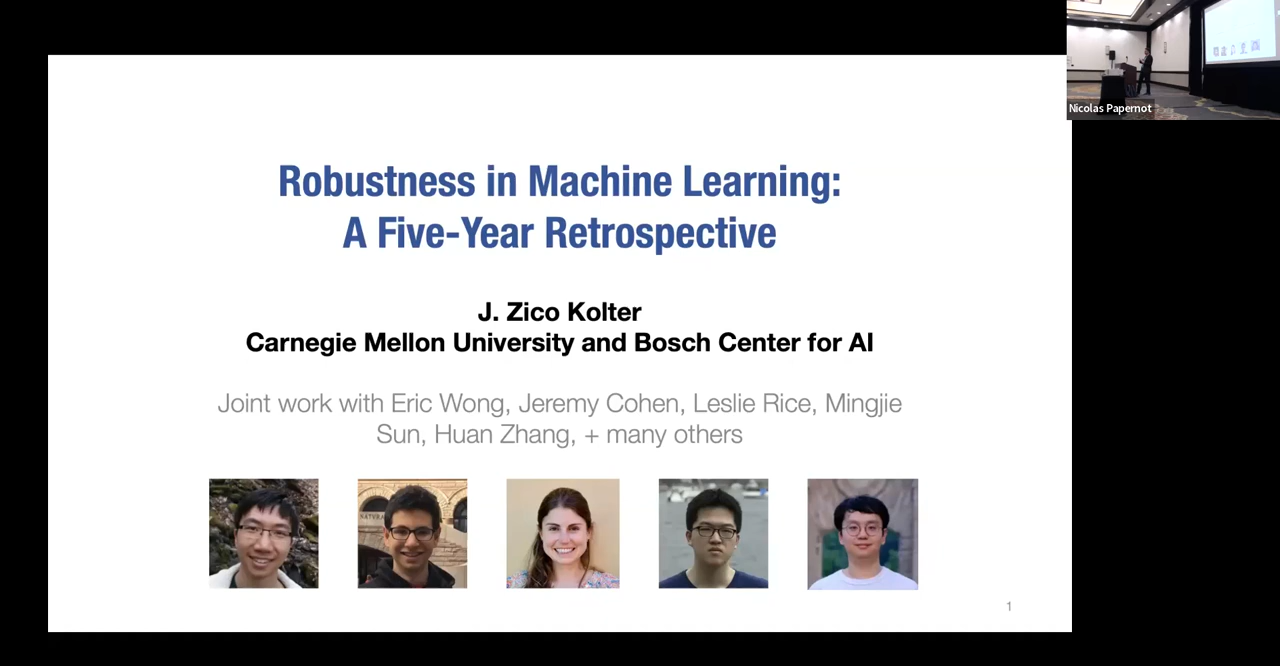 Nicolas Papernot
Robustness in Machine Learning:
A Five-Year Retrospective
J. Zico Kolter
Carnegie Mellon University and Bosch Center for AI
Joint work with Eric Wong, Jeremy Cohen, Leslie Rice, Mingjie
Sun, Huan Zhang, + many others
NATURA
1